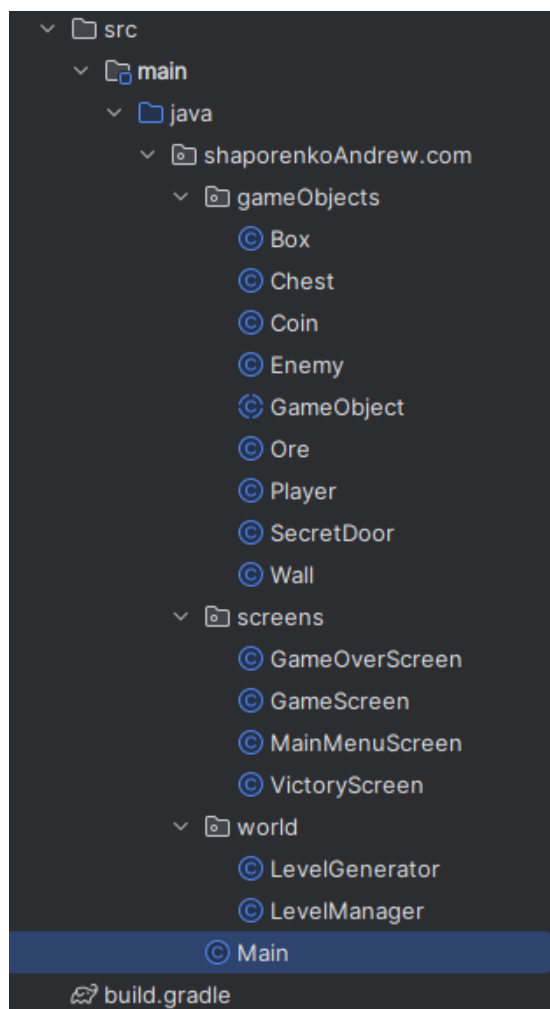 src
main
java
shaporenkoAndrew.com
gameObjects
Box
Chest
Coin
Enemy
GameObject
Ore
Player
SecretDoor
Wall
screens
GameOverScreen
GameScreen
MainMenuScreen
VictoryScreen
world
LevelGenerator
LevelManager
Main
build.gradle